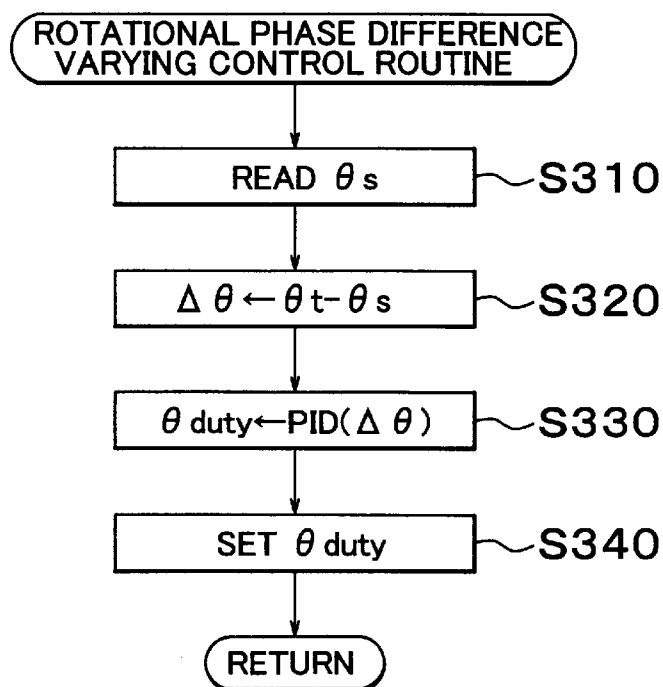 ROTATIONAL PHASE DIFFERENCE
VARYING CONTROL ROUTINE
READ θs
S310
Δθ←θt-θs
S320
θduty←PID(Δθ)
S330
SET θduty
S340
RETURN